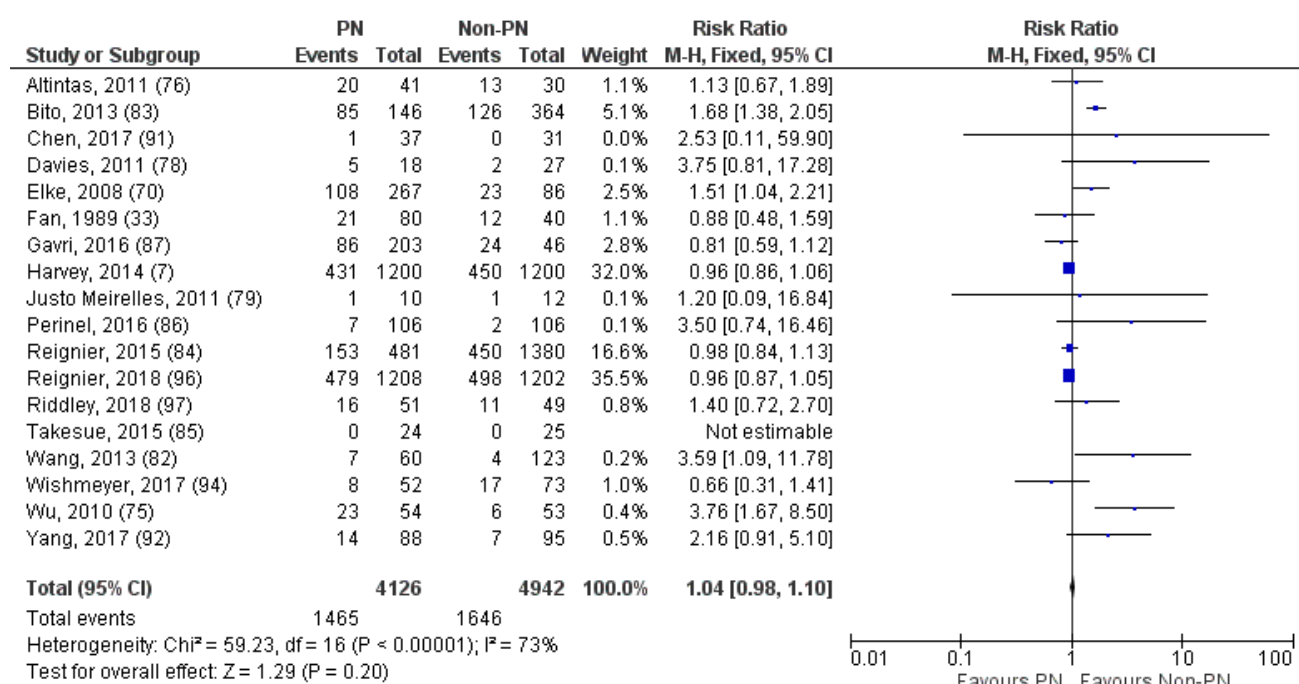 PN Non-PN Risk Ratio Risk Ratio
Study or Subgroup Events Total Events Total Weight M-H, Fixed, 95% CI M-H, Fixed, 95% CI
Altintas, 2011 (76) 20 41 13 30 1.1% 1.13 [0.67, 1.89]
Bito, 2013 (83) 85 146 126 364 5.1% 1.68 [1.38, 2.05]
Chen, 2017 (91) 1 37 0 31 0.0% 2.53 [0.11, 59.90]
Davies, 2011 (78) 5 18 2 27 0.1% 3.75 [0.81, 17.28]
Elke, 2008 (70) 108 267 23 86 2.5% 1.51 [1.04, 2.21]
Fan, 1989 (33) 21 80 12 40 1.1% 0.88 [0.48, 1.59]
Gavri, 2016 (87) 86 203 24 46 2.8% 0.81 [0.59, 1.12]
Harvey, 2014 (7) 431 1200 450 1200 32.0% 0.96 [0.86, 1.06]
Justo Meirelles, 2011 (79) 1 10 1 12 0.1% 1.20 [0.09, 16.84]
Perinel, 2016 (86) 7 106 2 106 0.1% 3.50 [0.74, 16.46]
Reignier, 2015 (84) 153 481 450 1380 16.6% 0.98 [0.84, 1.13]
Reignier, 2018 (96) 479 1208 498 1202 35.5% 0.96 [0.87, 1.05]
Riddley, 2018 (97) 16 51 11 49 0.8% 1.40 [0.72, 2.70]
Takesue, 2015 (85) 0 24 0 25 Not estimable
Wang, 2013 (82) 7 60 4 123 0.2% 3.59 [1.09, 11.78]
Wishmeyer, 2017 (94) 8 52 17 73 1.0% 0.66 [0.31, 1.41]
Wu, 2010 (75) 23 54 6 53 0.4% 3.76 [1.67, 8.50]
Yang, 2017 (92) 14 88 7 95 0.5% 2.16 [0.91, 5.10]
Total (95% CI) 4126 4942 100.0% 1.04 [0.98, 1.10]
Total events 1465 1646
Heterogeneity: Chi² = 59.23, df = 16 (P < 0.00001); I² = 73%
Test for overall effect: Z = 1.29 (P = 0.20)
0.01 0.1 1 10 100
Favours PN Favours Non-PN